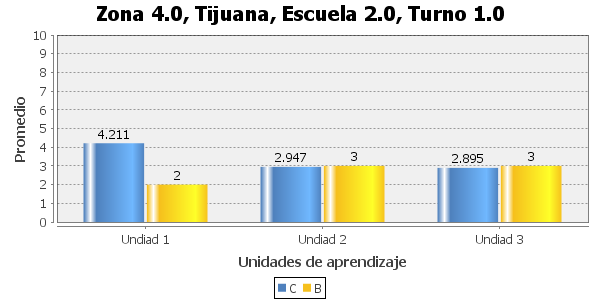 Zona 4.0, Tijuana, Escuela 2.0, Turno 1.0
Promedio
10
9
8
7
6
5
4
3
2
1
0
4.211
2
2.947
3
2.895
3
Undiad 1
Undiad 2
Undiad 3
Unidades de aprendizaje
C B